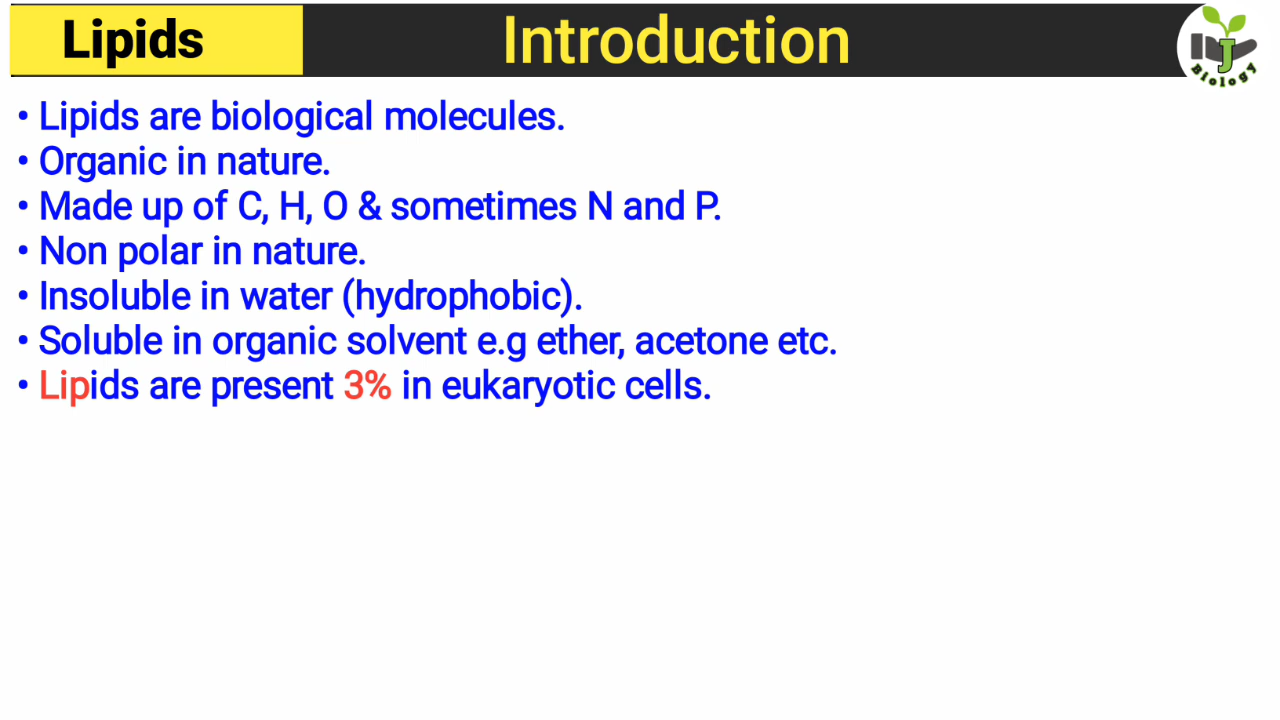 Lipids
Introduction
J
Biology
• Lipids are biological molecules.
• Organic in nature.
• Made up of C, H, O & sometimes N and P.
• Non polar in nature.
• Insoluble in water (hydrophobic).
• Soluble in organic solvent e.g ether, acetone etc.
• Lipids are present 3% in eukaryotic cells.